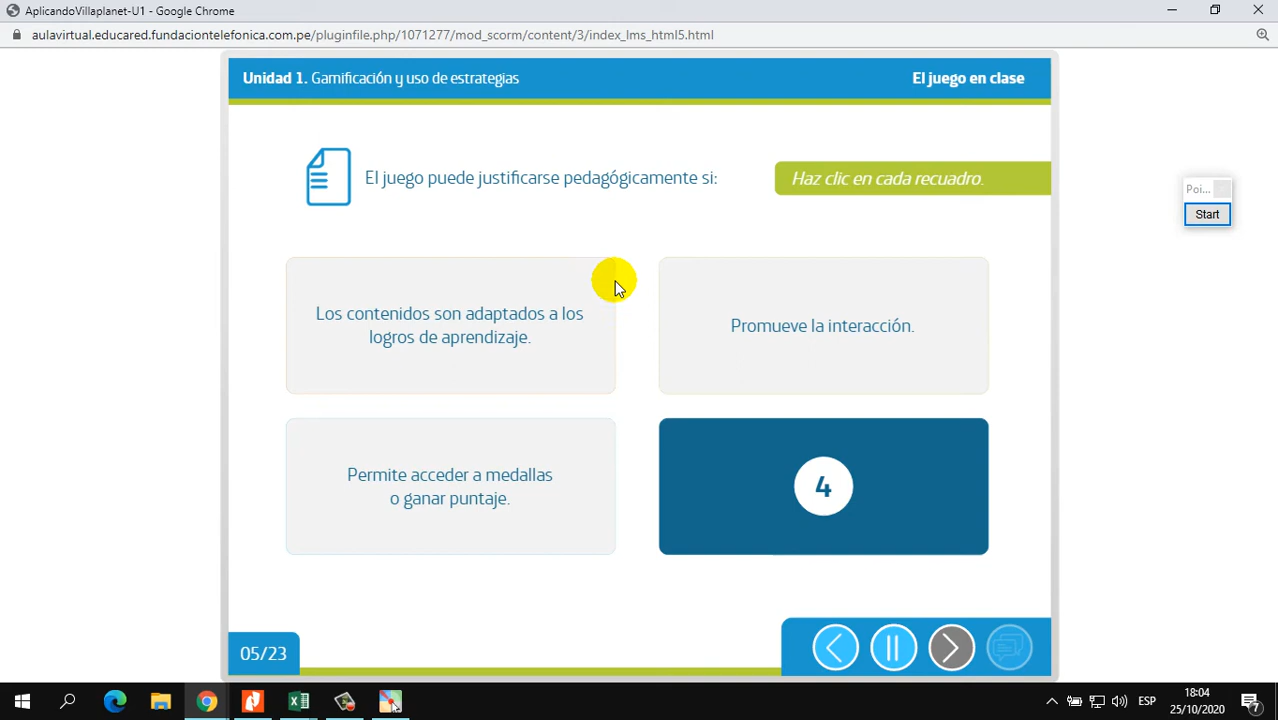 AplicandoVillaplanet-U1 - Google Chrome
aulavirtual.educared.fundaciontelefonica.com.pe/pluginfile.php/1071277/mod_scorm/content/3/index_lms_html5.html
Unidad 1. Gamificación y uso de estrategias
El juego en clase
El juego puede justificarse pedagógicamente si:
Haz clic en cada recuadro.
Poi...
Start
Los contenidos son adaptados a los
logros de aprendizaje.
Promueve la interacción.
Permite acceder a medallas
o ganar puntaje.
4
05/23
ESP
18:04
25/10/2020
7